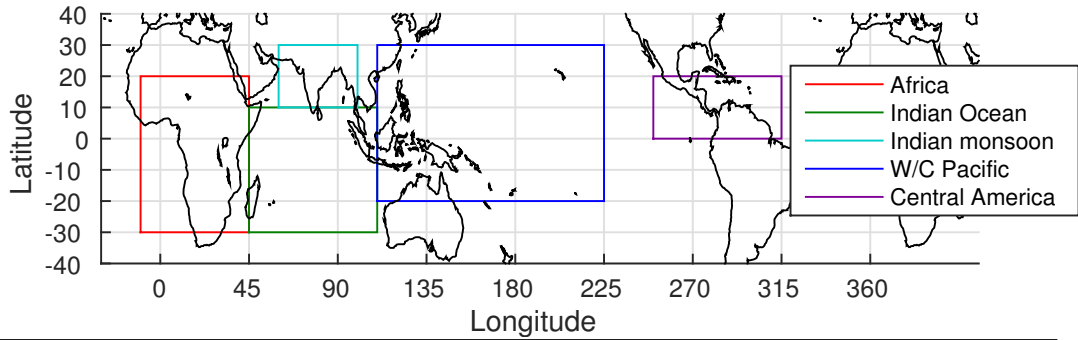 40
30
20
10
0
-10
-20
-30
-40
Latitude
0 45 90 135 180 225 270 315 360
Longitude
Africa
Indian Ocean
Indian monsoon
W/C Pacific
Central America